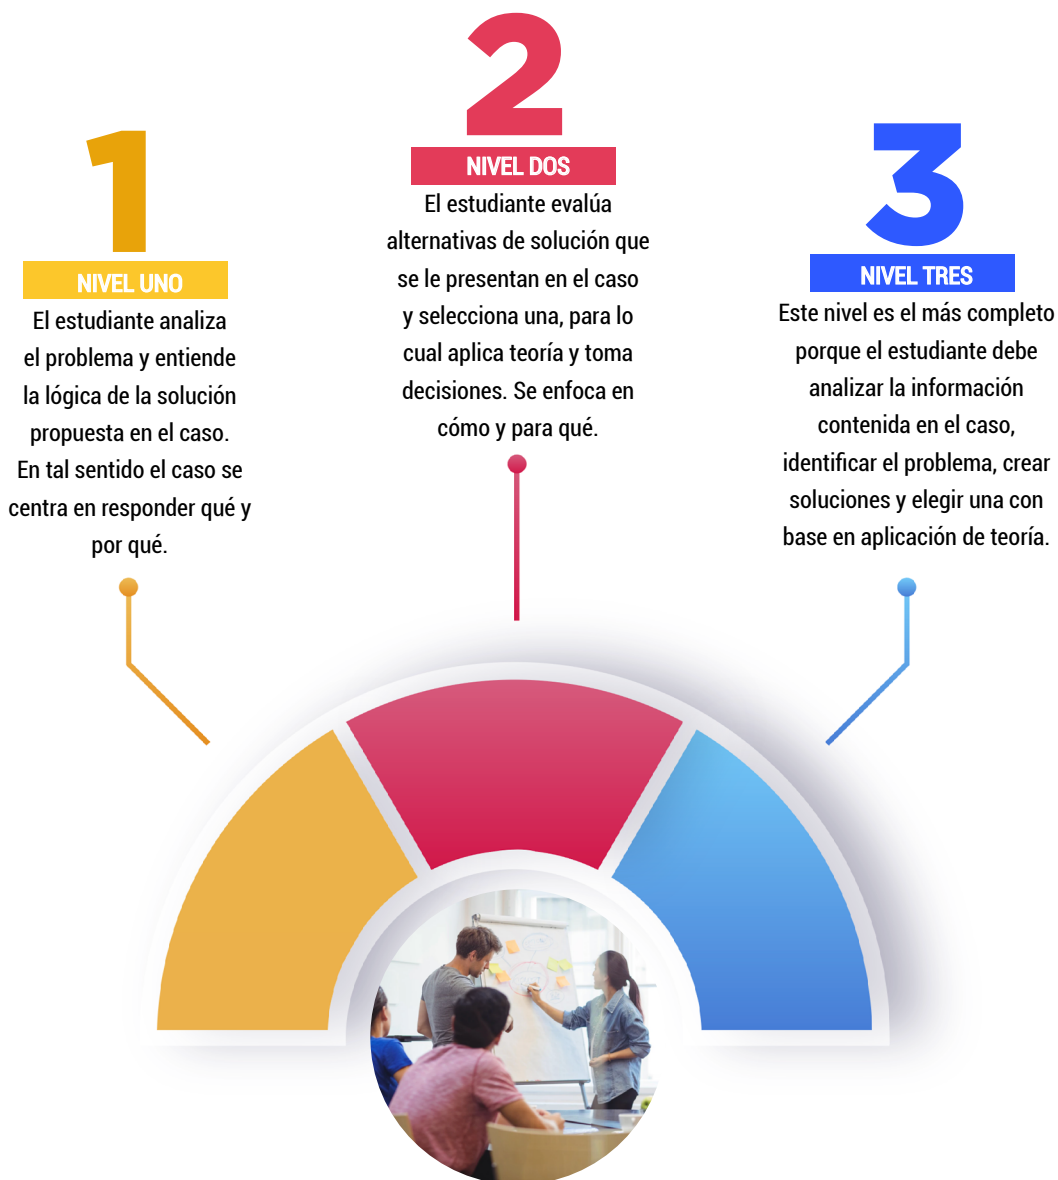 1
NIVEL UNO
El estudiante analiza
el problema y entiende
la lógica de la solución
propuesta en el caso.
En tal sentido el caso se
centra en responder qué y
por qué.
2
NIVEL DOS
El estudiante evalúa
alternativas de solución que
se le presentan en el caso
y selecciona una, para lo
cual aplica teoría y toma
decisiones. Se enfoca en
cómo y para qué.
3
NIVEL TRES
Este nivel es el más completo
porque el estudiante debe
analizar la información
contenida en el caso,
identificar el problema, crear
soluciones y elegir una con
base en aplicación de teoría.